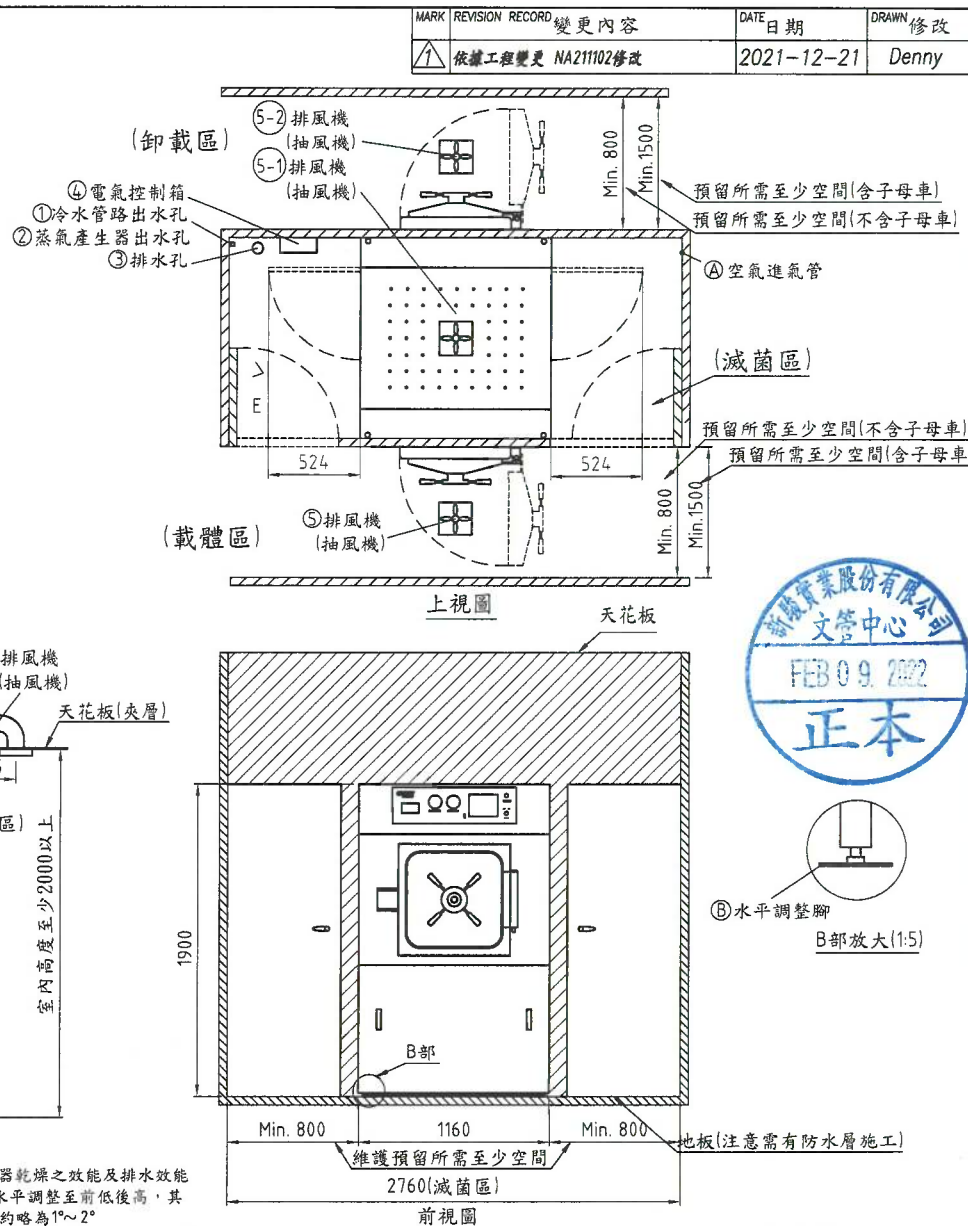 MARK REVISION RECORD 變更內容 DATE 日期 DRAWN 修改
1 依據工程變更 NA211102修改 2021-12-21 Denny
(卸載區)
5-2 排風機
(抽風機)
5-1 排風機
(抽風機)
④電氣控制箱
①冷水管路出水孔
②蒸氣產生器出水孔
③排水孔
Min. 800
Min. 1500
預留所需至少空間(含子母車)
預留所需至少空間(不含子母車)
Ⓐ空氣進氣管
(滅菌區)
E
524
524
預留所需至少空間(不含子母車)
預留所需至少空間(含子母車
Min. 800
Min. 1500
(載體區)
⑤排風機
(抽風機)
上視圖
天花板
新駿實業股份有限公司
文管中心
FEB 09. 2022
正本
排風機
(抽風機)
天花板(夾層)
區)
室內高度至少2000以上
1900
B部
Ⓑ水平調整腳
B部放大(1:5)
Min. 800
1160
Min. 800
地板(注意需有防水層施工)
維護預留所需至少空間
2760(滅菌區)
前視圖
器乾燥之效能及排水效能
水平調整至前低後高，其
約略為1°~2°